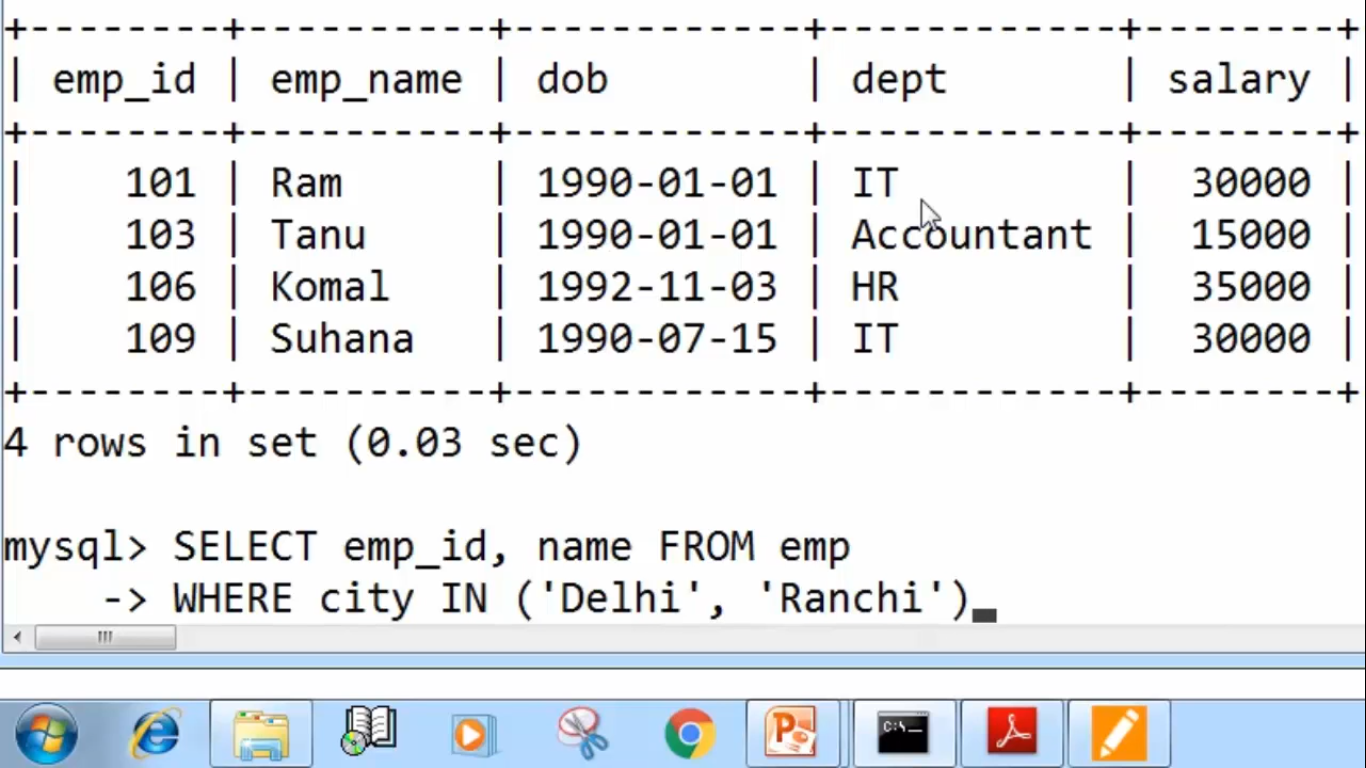 +--------+----------+------------+------------+--------+
| emp_id | emp_name | dob        | dept       | salary |
+--------+----------+------------+------------+--------+
|    101 | Ram      | 1990-01-01 | IT         |  30000 |
|    103 | Tanu     | 1990-01-01 | Accountant |  15000 |
|    106 | Komal    | 1992-11-03 | HR         |  35000 |
|    109 | Suhana   | 1990-07-15 | IT         |  30000 |
+--------+----------+------------+------------+--------+
4 rows in set (0.03 sec)
mysql> SELECT emp_id, name FROM emp
    -> WHERE city IN ('Delhi', 'Ranchi')
C:\_